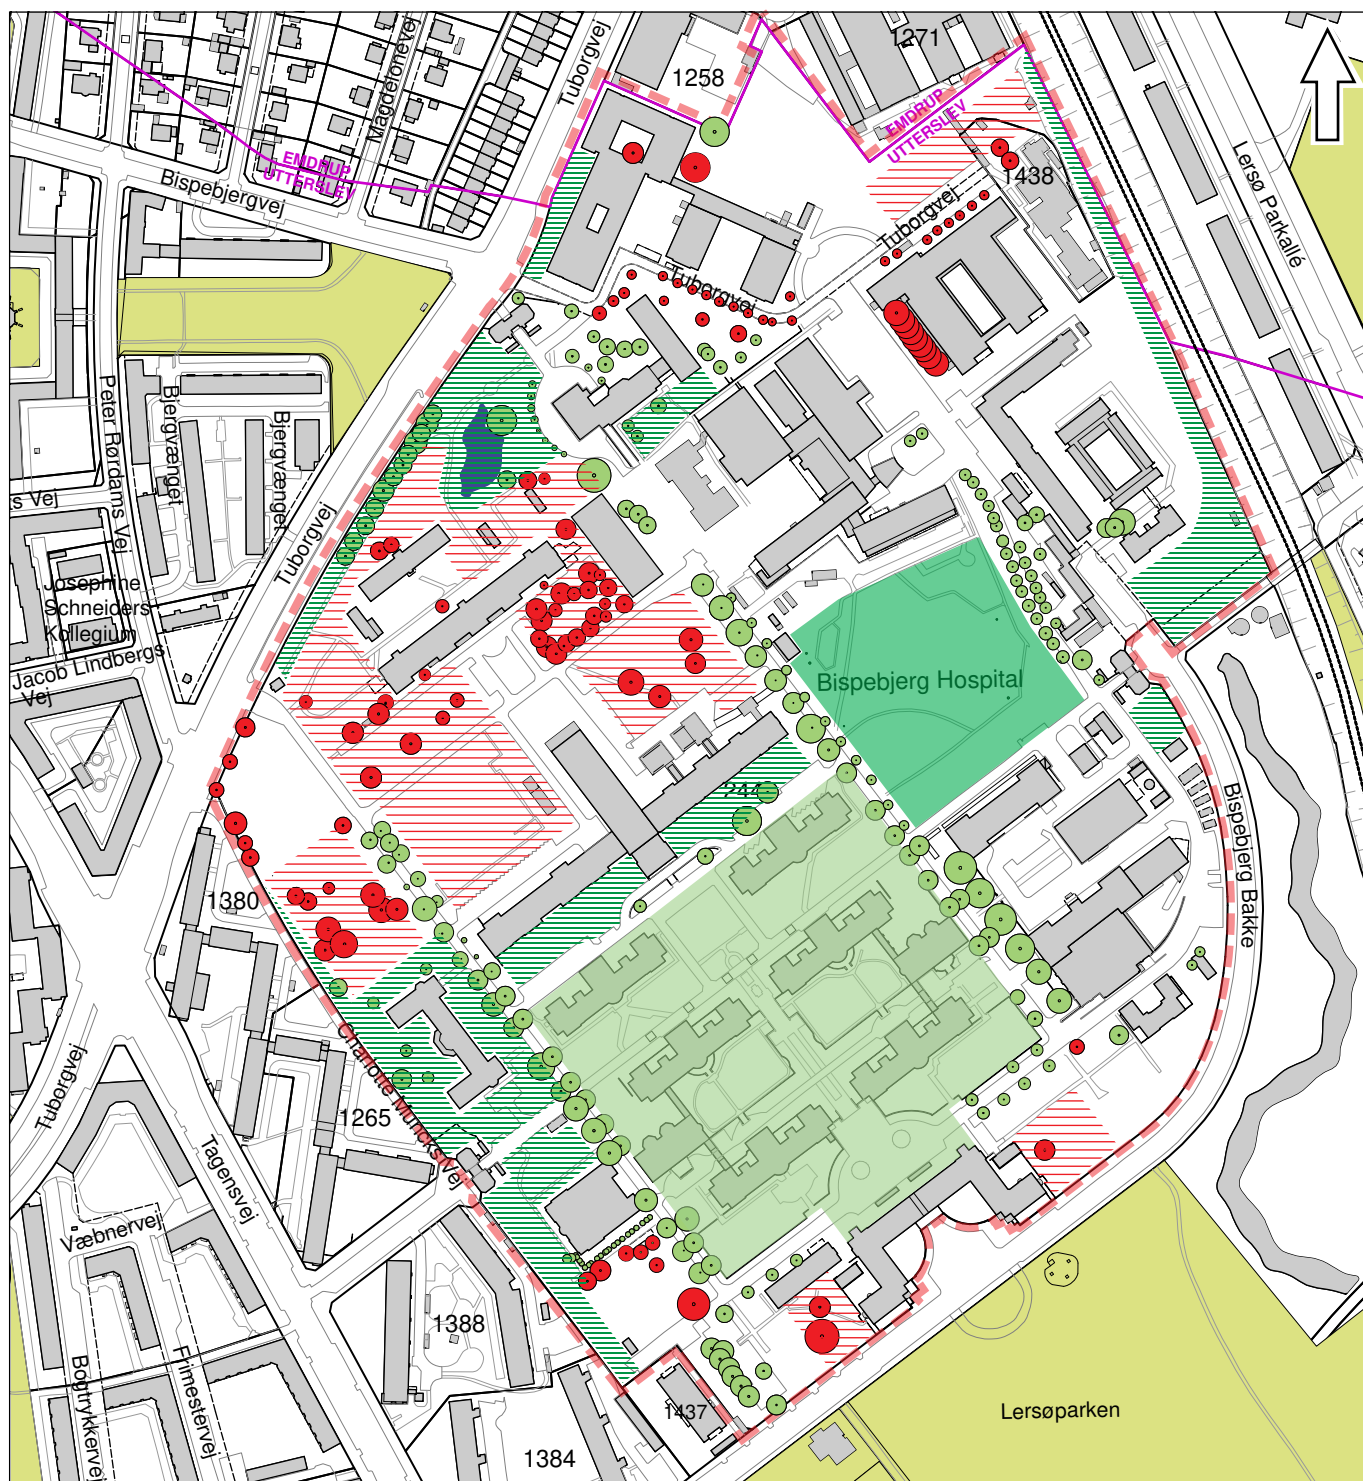 1271
Magdelonevej
Tuborgvej
1258
EMDRUP
UTTERSLEV
EMDRUP
UTTERSLEV
Bispebjergvej
1438
Lersø Parkallé
Tuborgvej
Tuborgvej
Peter Rørdams Vej
Bjergvænget
Bjergvænget
s Vej
Tuborgvej
Josephine
Schneiders
Kollegium
Jacob Lindbergs
Vej
Bispebjerg Hospital
244
Bispebjerg Bakke
1380
Charlotte Muncks Vej
Tuborgvej
1265
Tagensvej
Væbnervej
1388
Frimestervej
Bogtrykkervej
1437
Lersøparken
1384